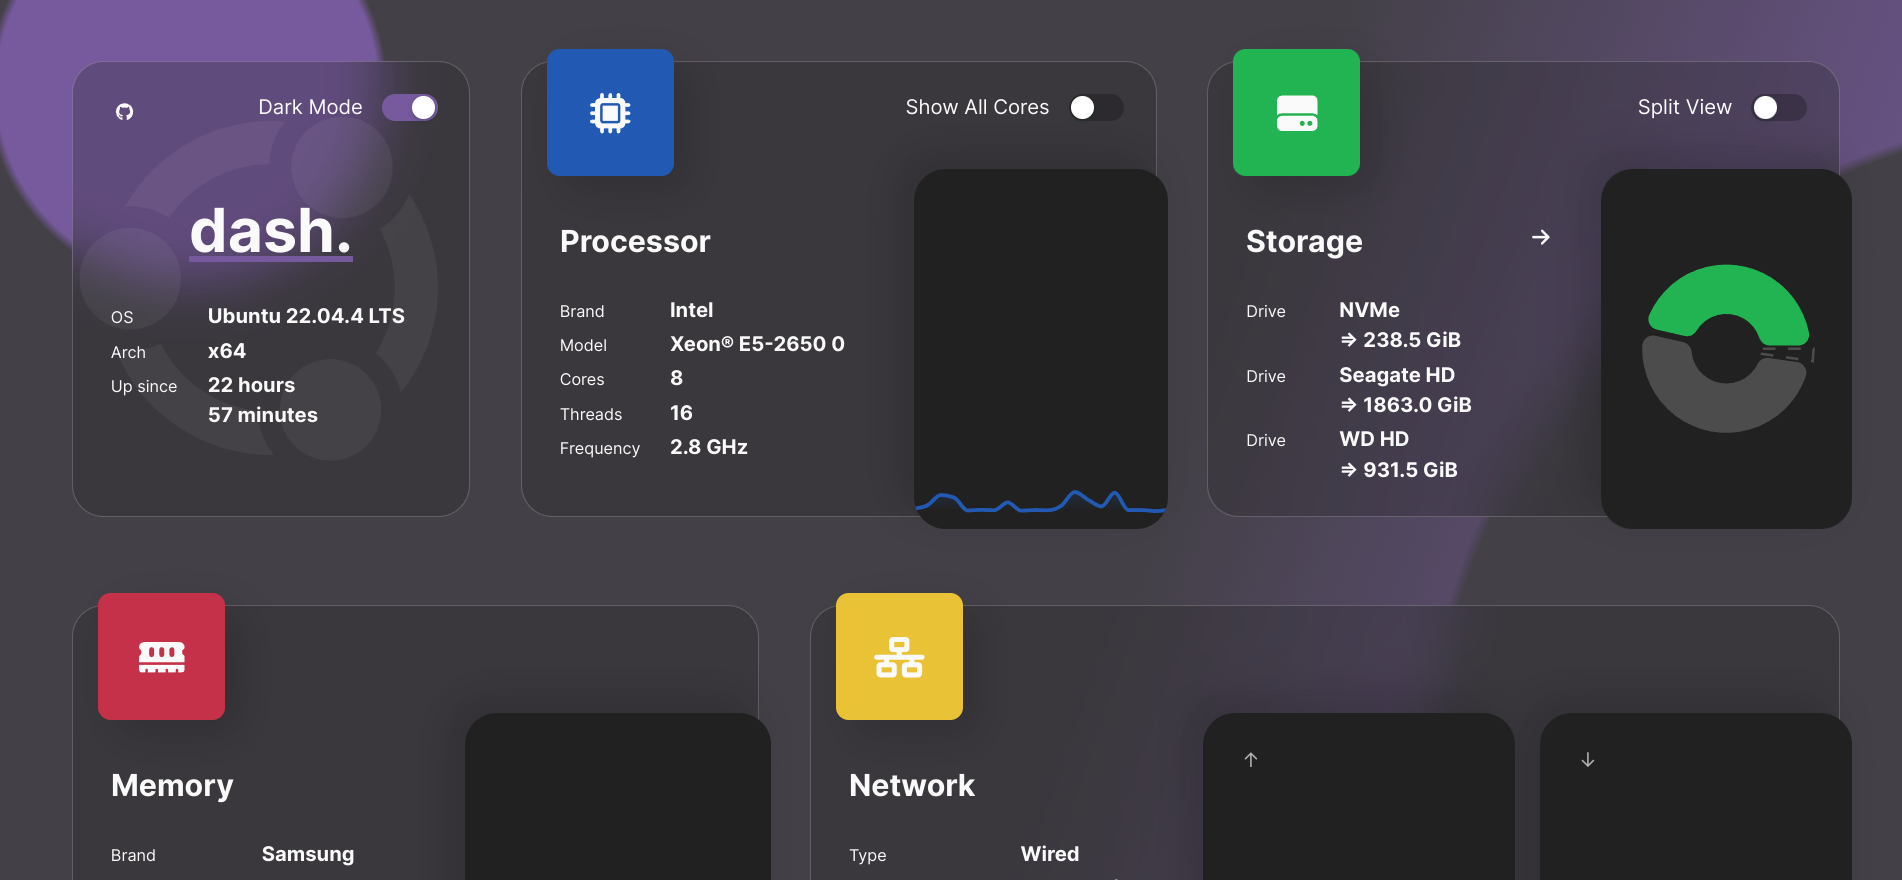 Dark Mode
dash.
OS Ubuntu 22.04.4 LTS
Arch x64
Up since 22 hours
57 minutes
Show All Cores
Processor
Brand Intel
Model Xeon® E5-2650 0
Cores 8
Threads 16
Frequency 2.8 GHz
Split View
Storage →
Drive NVMe
⇒ 238.5 GiB
Drive Seagate HD
⇒ 1863.0 GiB
Drive WD HD
⇒ 931.5 GiB
Memory
Brand Samsung
Network
Type Wired
↑
↓